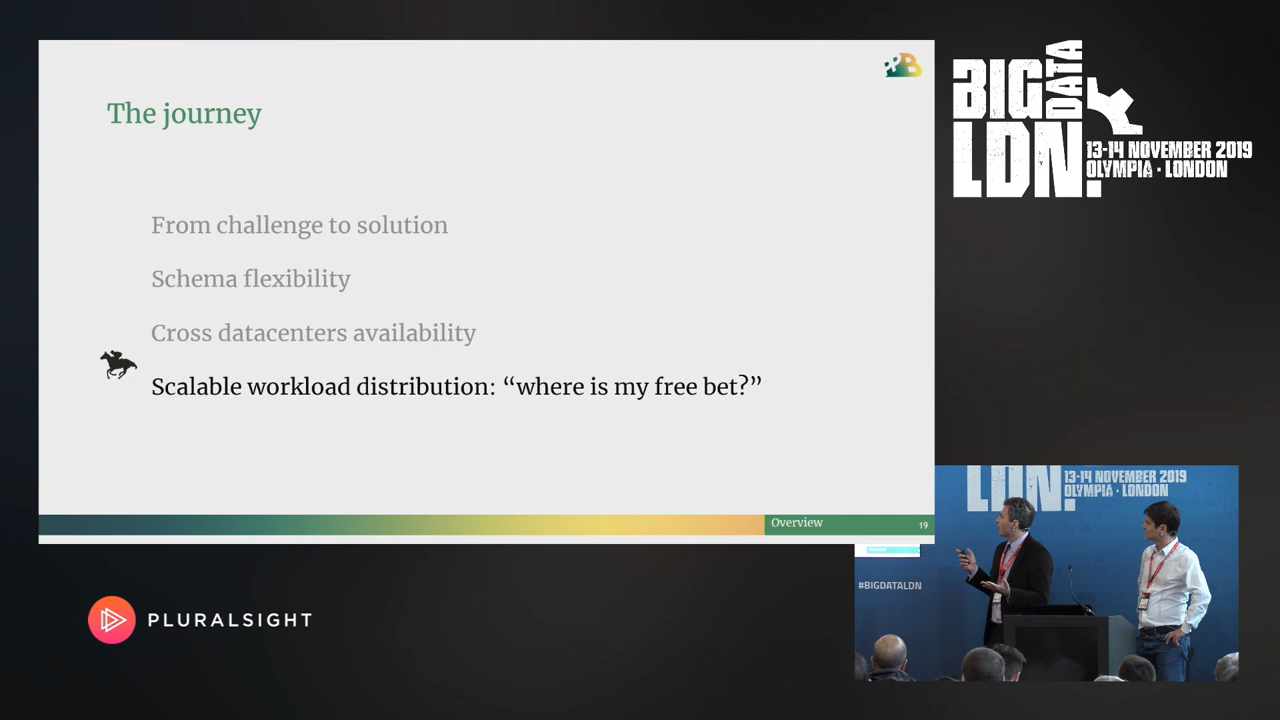 The journey
From challenge to solution
Schema flexibility
Cross datacenters availability
Scalable workload distribution: “where is my free bet?”
Overview
19
BIG DATA
LDN.
13-14 NOVEMBER 2019
OLYMPIA · LONDON
PLURALSIGHT
LDN.
13-14 NOVEMBER 2019
OLYMPIA · LONDON
#BIGDATALDN